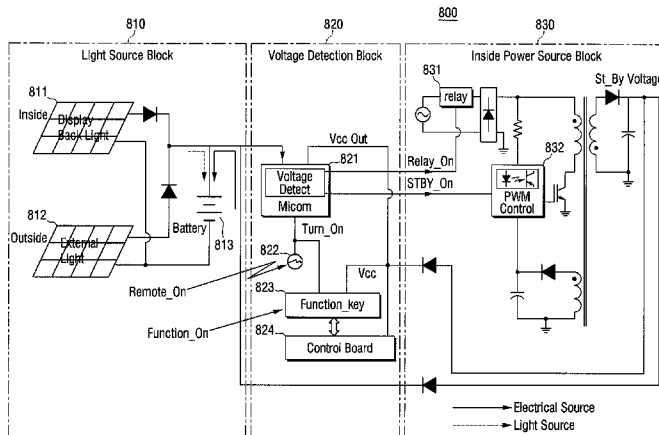 800
810
820
830
Light Source Block
Voltage Detection Block
Inside Power Source Block
811
Inside
Display
Back Light
831
relay
St_By Voltage
Vcc Out
821
Voltage
Detect
Micom
Relay_On
STBY_On
832
PWM
Control
812
Outside
External
Light
Battery
813
Turn_On
822
Remote_On
Vcc
823
Function_key
Function_On
824
Control Board
Electrical Source
Light Source